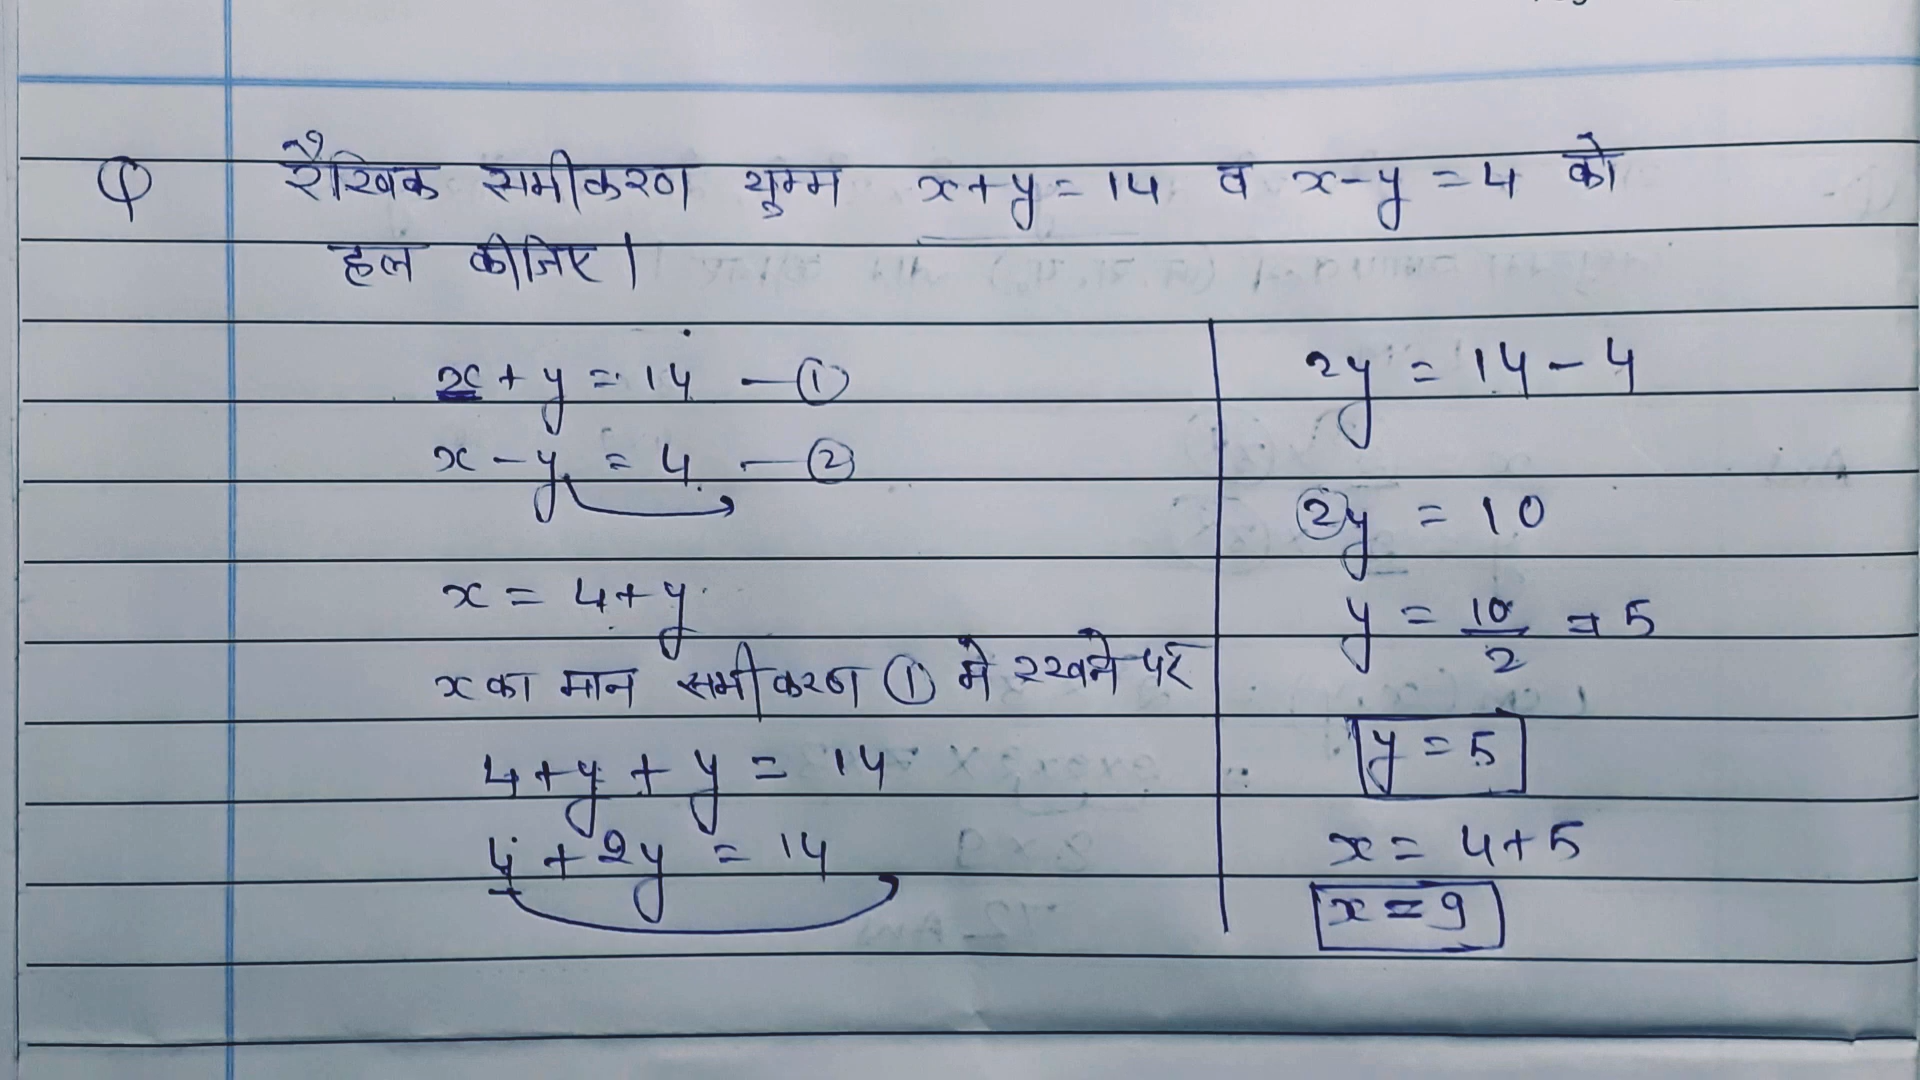 Q रैखिक समीकरण युग्म x+y=14 व x-y=4 को
हल कीजिए।
x + y = 14 — ①
x - y = 4 — ②
x = 4+y
x का मान समीकरण ① मे रखने पर
4+y + y = 14
4 + 2y = 14
2y = 14 - 4
2y = 10
y = 10/2 = 5
y = 5
x = 4+5
x = 9